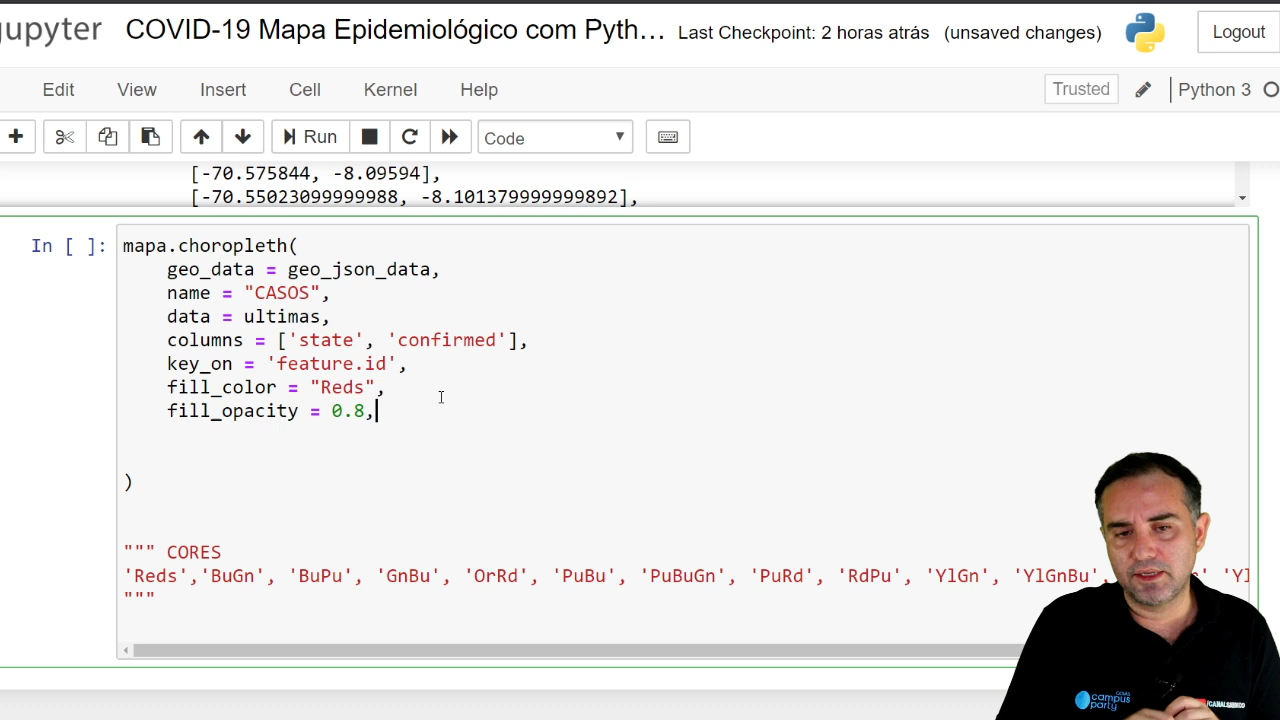 jupyter COVID-19 Mapa Epidemiológico com Pyth... Last Checkpoint: 2 horas atrás (unsaved changes) Logout
Edit View Insert Cell Kernel Help Trusted Python 3
Run Code
[-70.575844, -8.09594],
[-70.55023099999988, -8.101379999999892],
In [ ]: mapa.choropleth(
geo_data = geo_json_data,
name = "CASOS",
data = ultimas,
columns = ['state', 'confirmed'],
key_on = 'feature.id',
fill_color = "Reds",
fill_opacity = 0.8,
)
""" CORES
'Reds','BuGn', 'BuPu', 'GnBu', 'OrRd', 'PuBu', 'PuBuGn', 'PuRd', 'RdPu', 'YlGn', 'YlGnBu', 'Yl
"""
campus
party